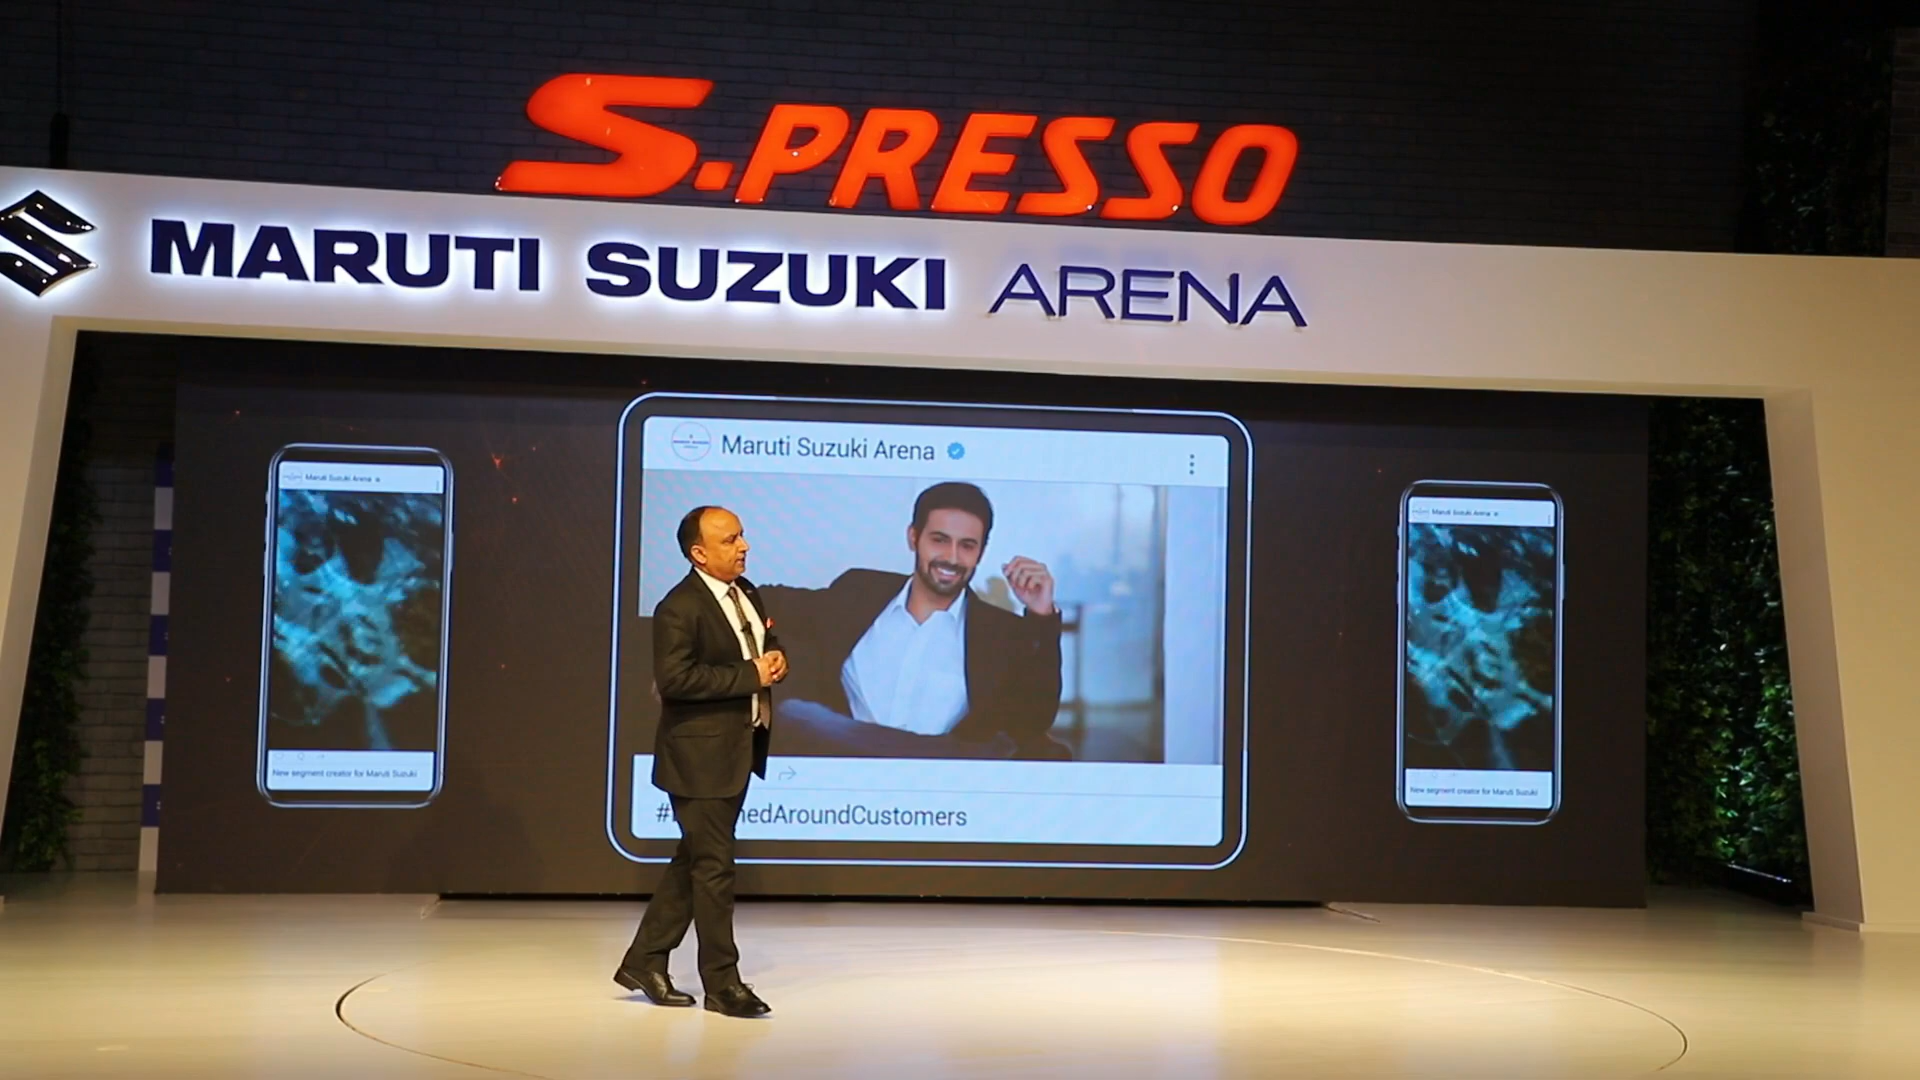 S.PRESSO
MARUTI SUZUKI ARENA
Maruti Suzuki Arena
Maruti Suzuki Arena
Maruti Suzuki Arena
New segment creator for Maruti Suzuki
#
nedAroundCustomers
New segment creator for Maruti Suzuki